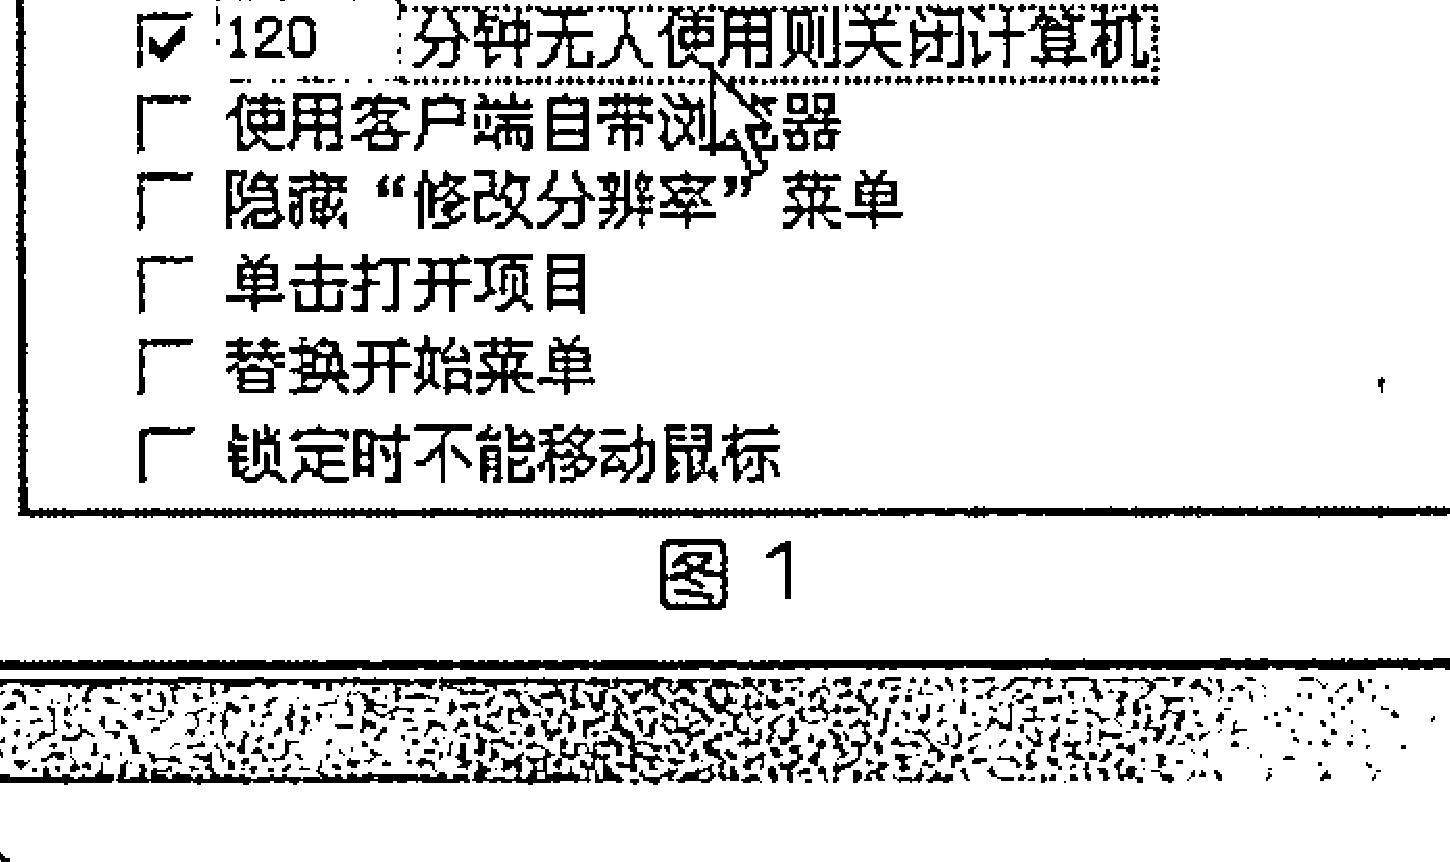 120 分钟无人使用则关闭计算机
使用客户端自带浏览器
隐藏“修改分辨率”菜单
单击打开项目
替换开始菜单
锁定时不能移动鼠标
图 1